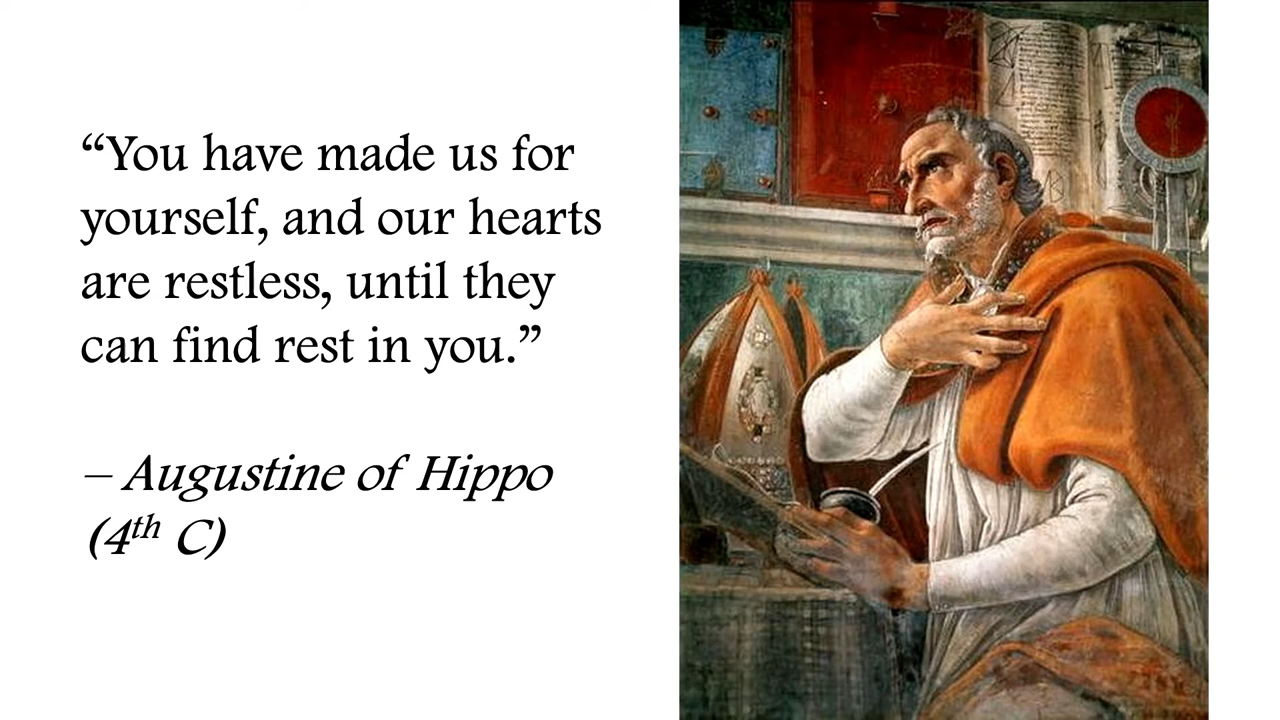 “You have made us for
yourself, and our hearts
are restless, until they
can find rest in you.”
– Augustine of Hippo
(4th C)